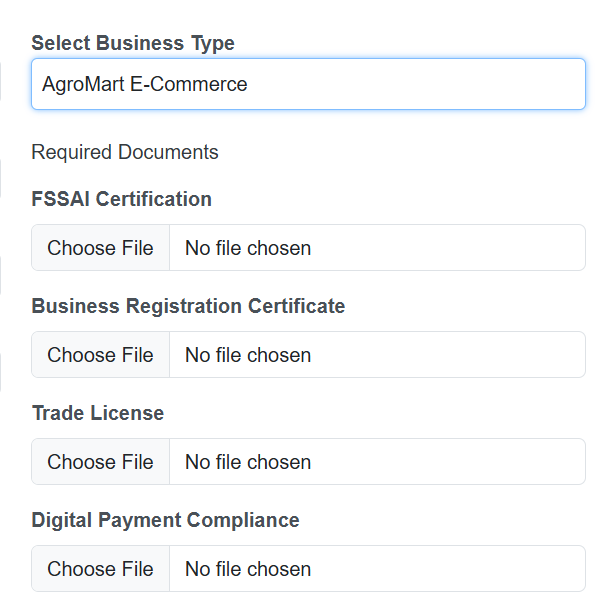 Select Business Type
AgroMart E-Commerce
Required Documents
FSSAI Certification
Choose File No file chosen
Business Registration Certificate
Choose File No file chosen
Trade License
Choose File No file chosen
Digital Payment Compliance
Choose File No file chosen